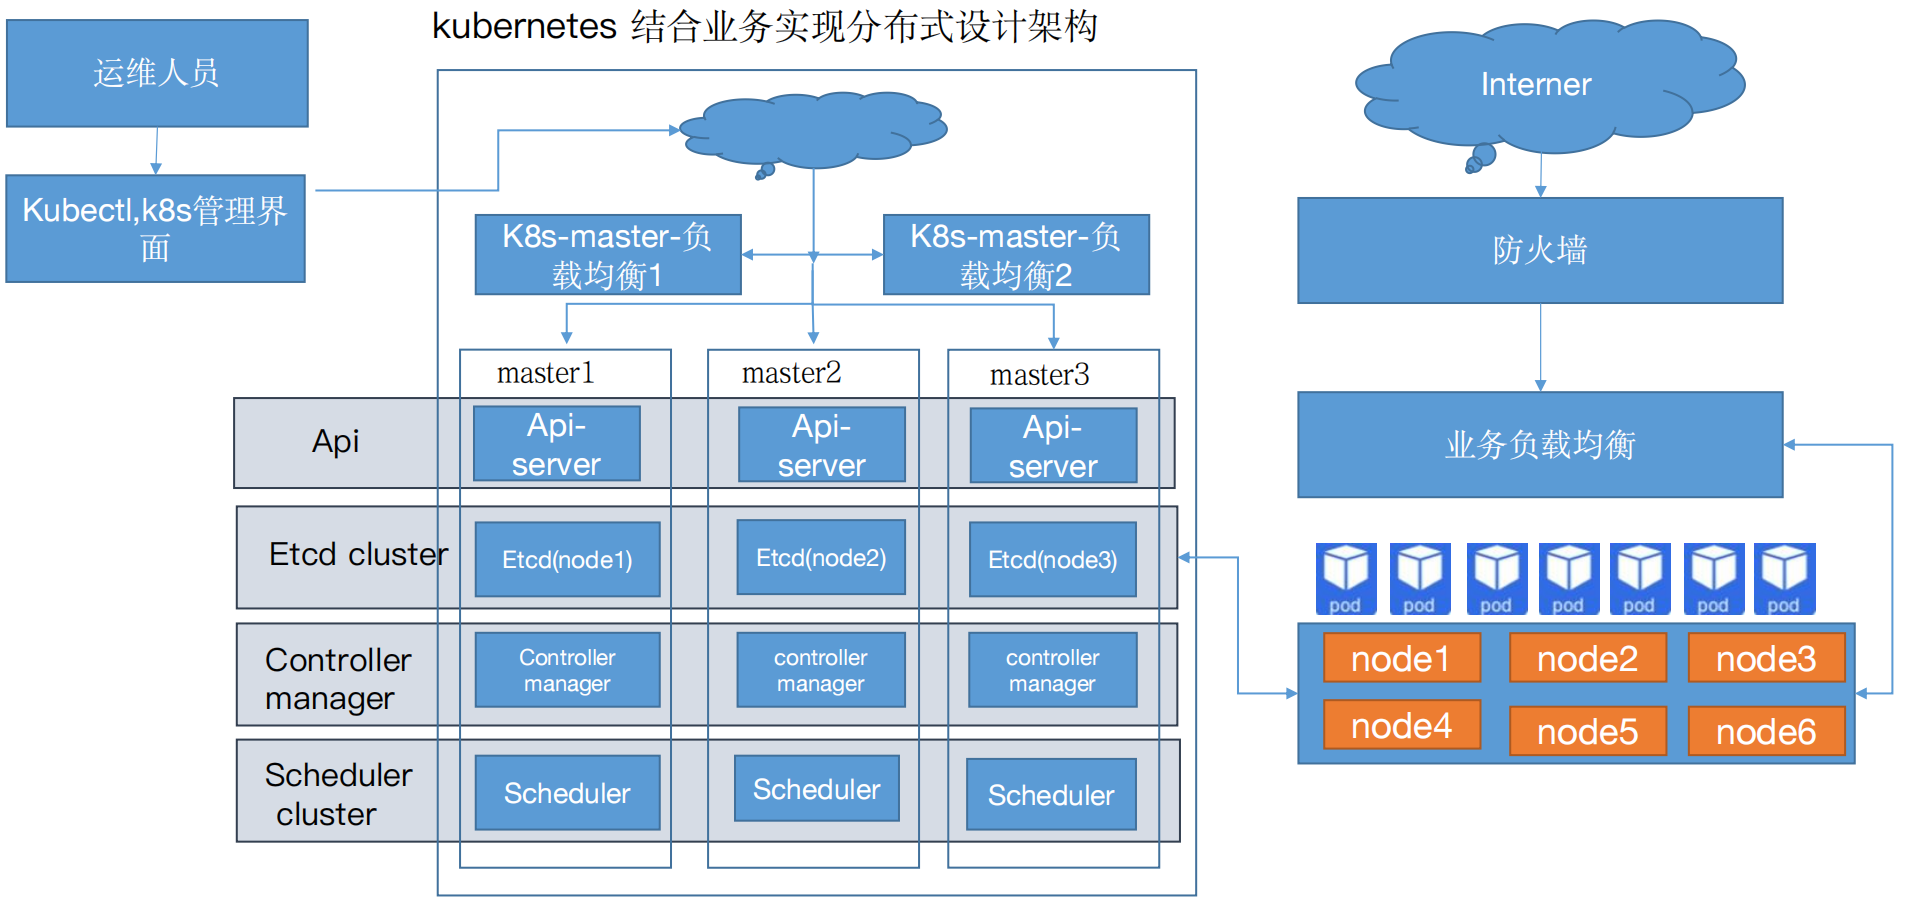 kubernetes 结合业务实现分布式设计架构
运维人员
Kubectl,k8s管理界
面
K8s-master-负
载均衡1
K8s-master-负
载均衡2
master1
master2
master3
Api
Api-
server
Api-
server
Api-
server
Etcd cluster
Etcd(node1)
Etcd(node2)
Etcd(node3)
Controller
manager
Controller
manager
controller
manager
controller
manager
Scheduler
cluster
Scheduler
Scheduler
Scheduler
Interner
防火墙
业务负载均衡
pod
pod
pod
pod
pod
pod
pod
node1
node2
node3
node4
node5
node6